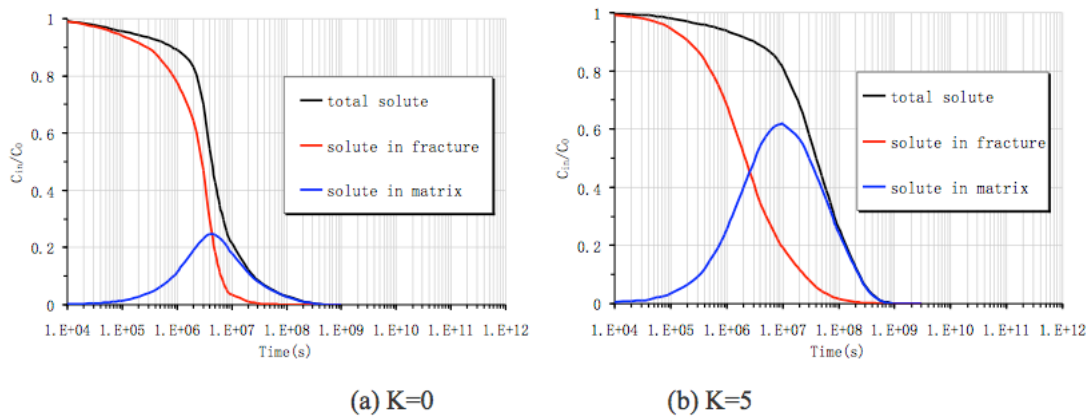 1
0.8
0.6
0.4
0.2
0
C_in/C_0
total solute
solute in fracture
solute in matrix
1.E+04 1.E+05 1.E+06 1.E+07 1.E+08 1.E+09 1.E+10 1.E+11 1.E+12
Time(s)
(a) K=0
1
0.8
0.6
0.4
0.2
0
C_in/C_0
total solute
solute in fracture
solute in matrix
1.E+04 1.E+05 1.E+06 1.E+07 1.E+08 1.E+09 1.E+10 1.E+11 1.E+12
Time(s)
(b) K=5